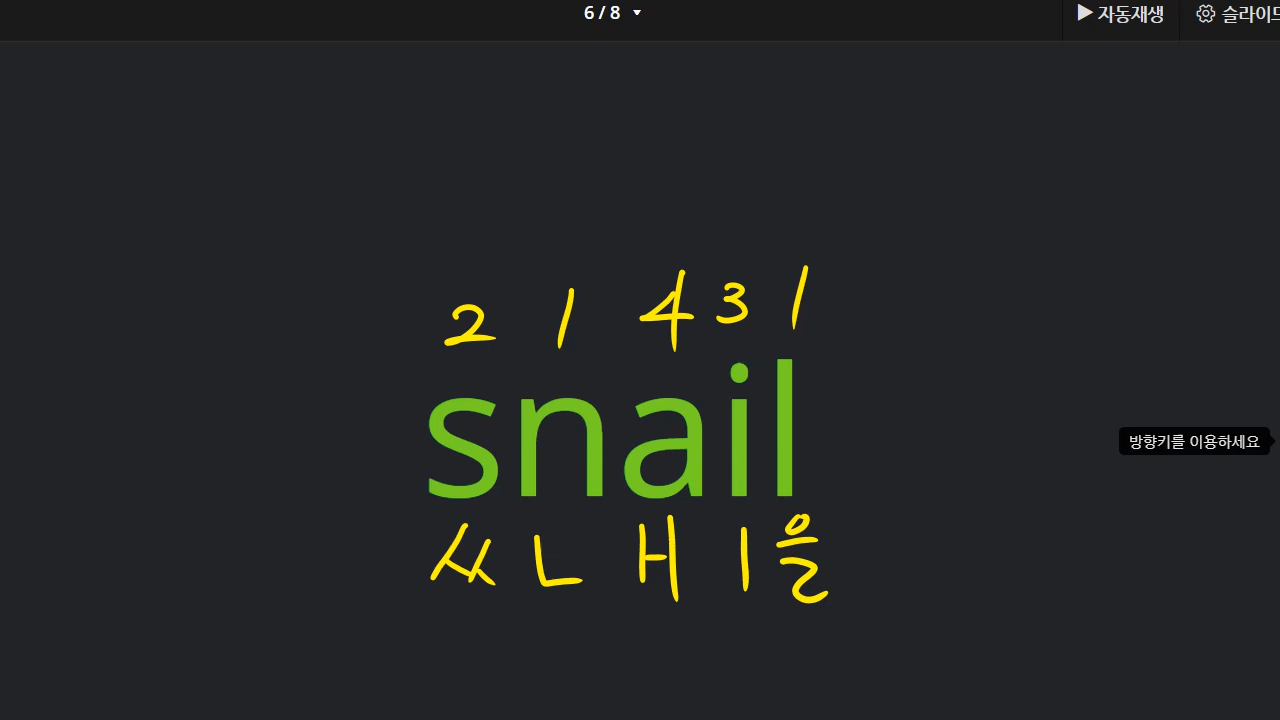 6 / 8
자동재생
슬라이드
2 1 4 3 1
snail
방향키를 이용하세요
ㅆ ㄴ ㅐ ㅣ 을